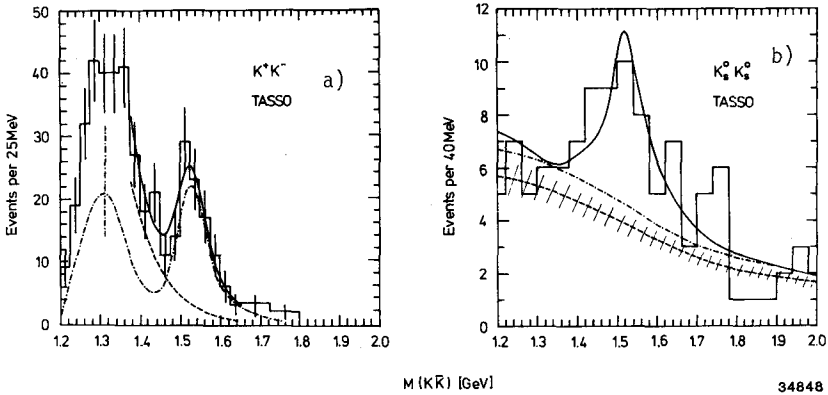 50
40
30
20
10
0
Events per 25MeV
a)
K⁺K⁻
TASSO
1.2 1.3 1.4 1.5 1.6 1.7 1.8 1.9 2.0
12
10
8
6
4
2
0
Events per 40MeV
b)
K°ₛ K°ₛ
TASSO
1.2 1.3 1.4 1.5 1.6 1.7 1.8 1.9 2.0
M (KK̄) [GeV]
34848